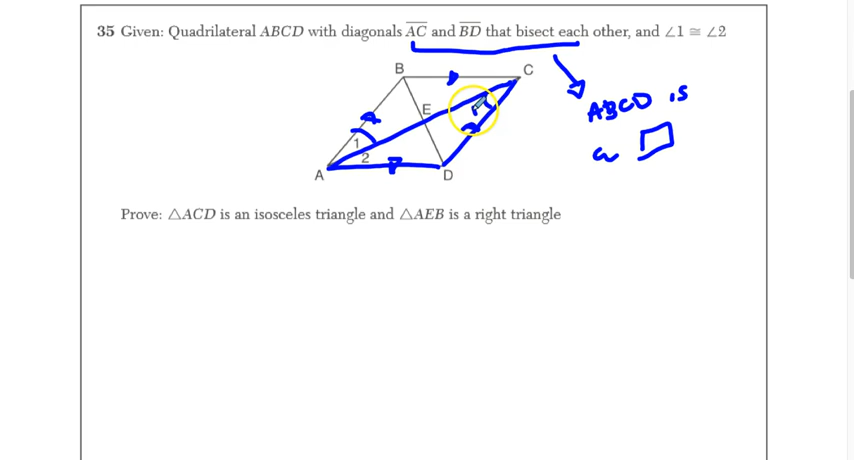 35 Given: Quadrilateral ABCD with diagonals AC and BD that bisect each other, and ∠1 ≅ ∠2
B
C
E
ABCD is
a
1
2
A
D
Prove: △ACD is an isosceles triangle and △AEB is a right triangle